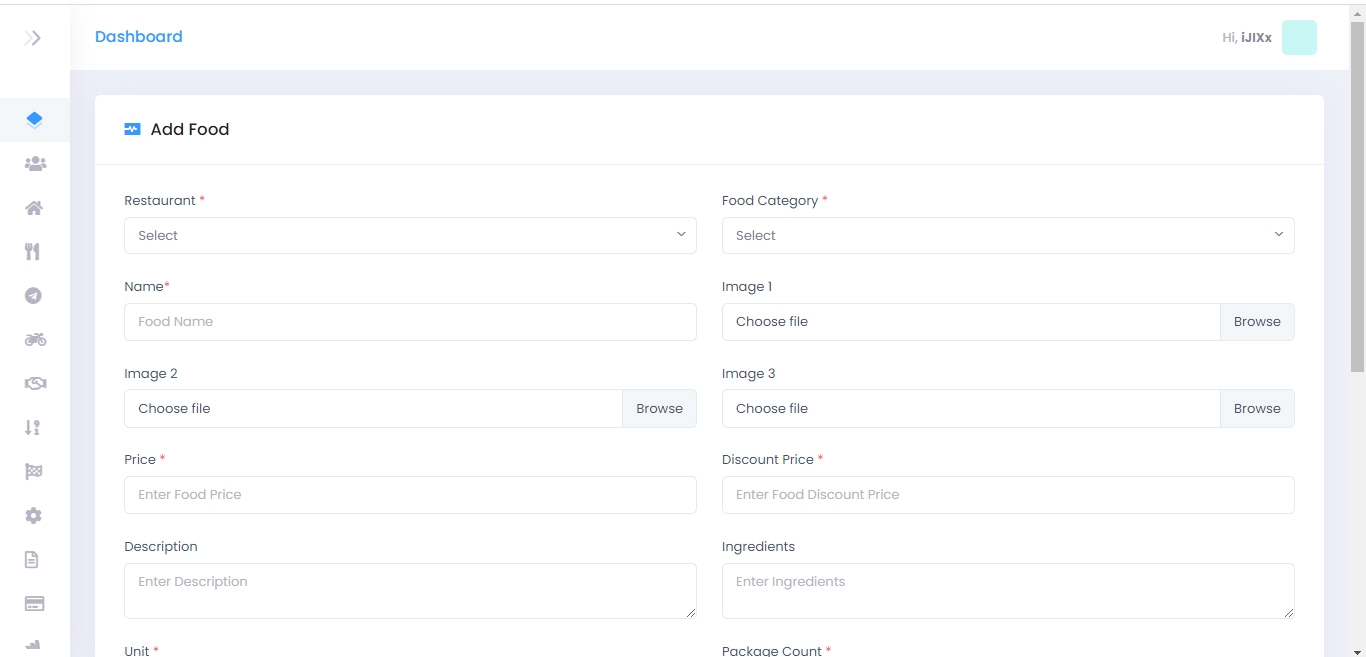 Dashboard
Hi, iJIXx
Add Food
Restaurant *
Food Category *
Select
Select
Name*
Image 1
Food Name
Choose file
Browse
Image 2
Image 3
Choose file
Browse
Choose file
Browse
Price *
Discount Price *
Enter Food Price
Enter Food Discount Price
Description
Ingredients
Enter Description
Enter Ingredients
Unit *
Package Count *